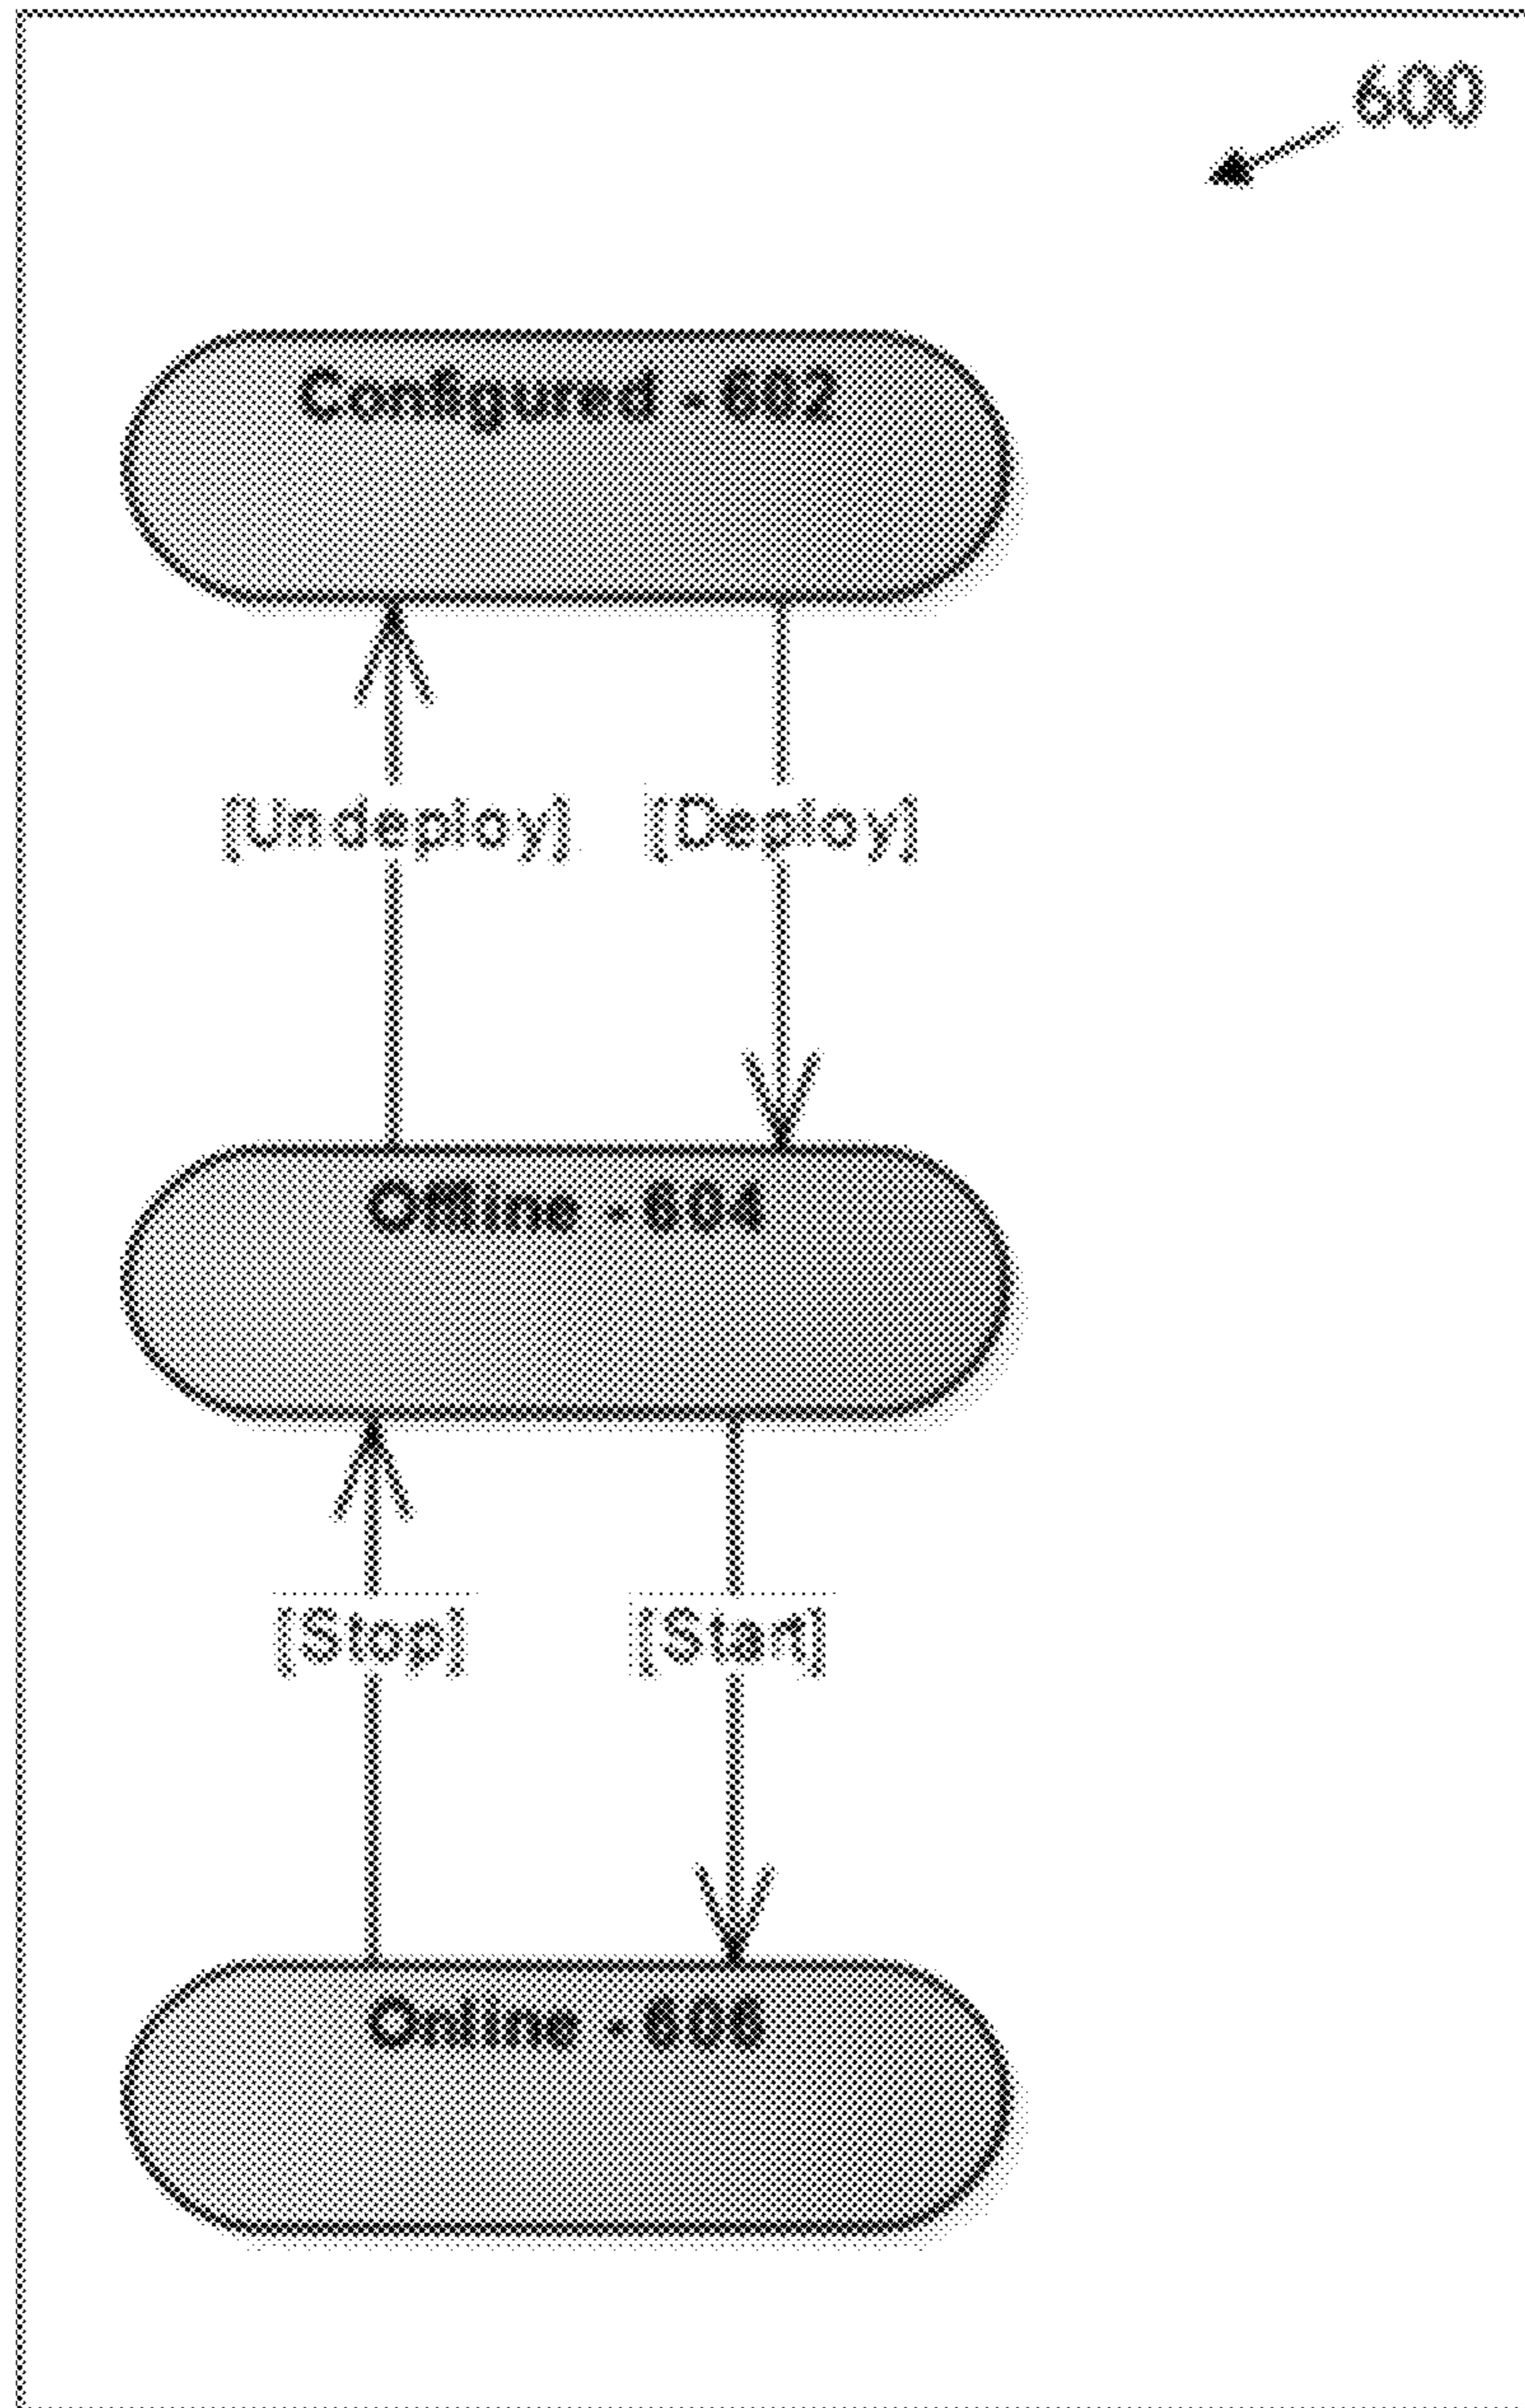 600
Configured - 602
[Undeploy] [Deploy]
Offline - 604
[Stop] [Start]
Online - 606